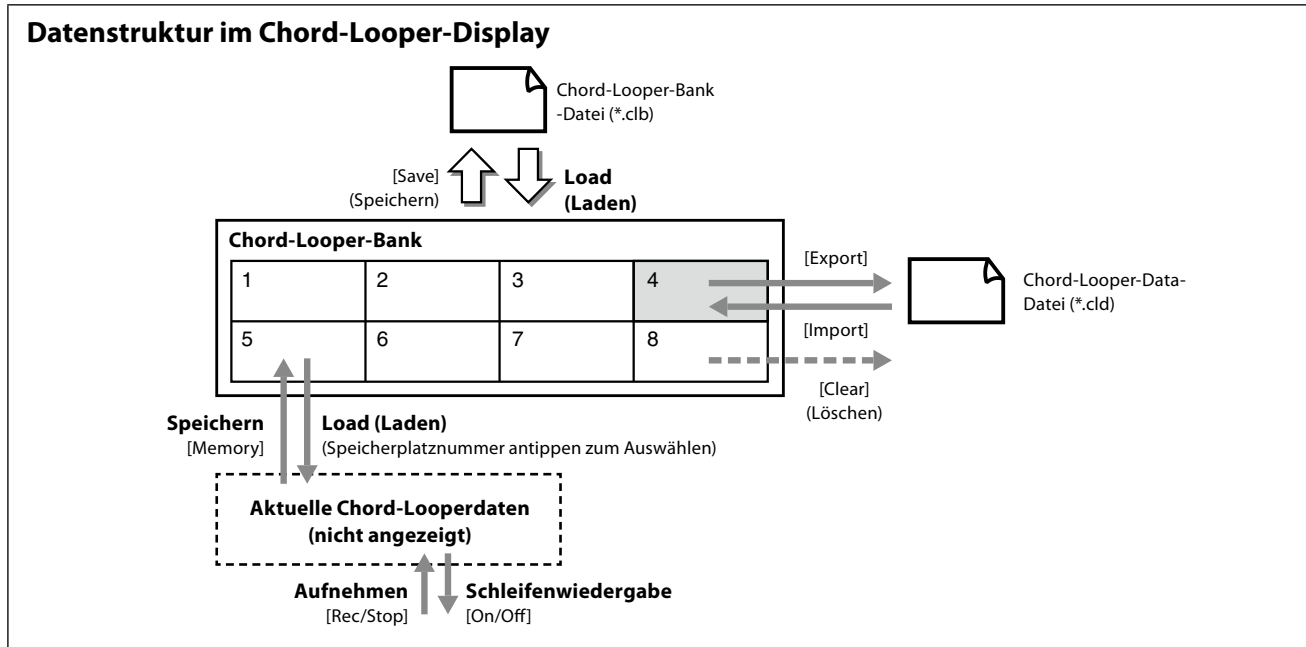 Datenstruktur im Chord-Looper-Display
Chord-Looper-Bank
-Datei (*.clb)
[Save]
(Speichern)
Load
(Laden)
Chord-Looper-Bank
1
2
3
4
5
6
7
8
[Export]
[Import]
Chord-Looper-Data-
Datei (*.cld)
[Clear]
(Löschen)
Speichern
[Memory]
Load (Laden)
(Speicherplatznummer antippen zum Auswählen)
Aktuelle Chord-Looperdaten
(nicht angezeigt)
Aufnehmen
[Rec/Stop]
Schleifenwiedergabe
[On/Off]